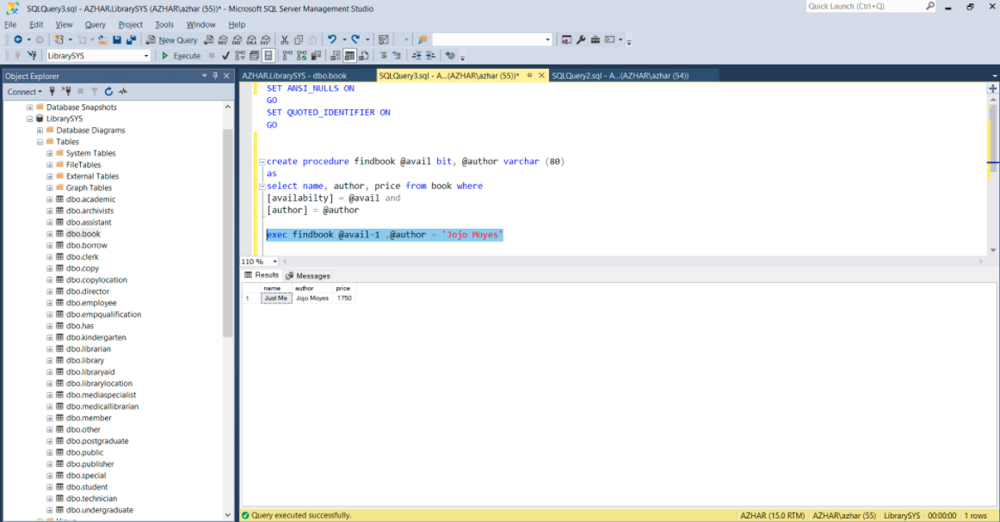 SQLQuery3.sql - AZHAR.LibrarySYS (AZHAR\azhar (55))* - Microsoft SQL Server Management Studio
Quick Launch (Ctrl+Q)
File Edit View Query Project Tools Window Help
New Query
LibrarySYS
Execute
Object Explorer
Connect
Database Snapshots
LibrarySYS
Database Diagrams
Tables
System Tables
FileTables
External Tables
Graph Tables
dbo.academic
dbo.archivists
dbo.assistant
dbo.book
dbo.borrow
dbo.clerk
dbo.copy
dbo.copylocation
dbo.director
dbo.employee
dbo.empqualification
dbo.has
dbo.kindergarten
dbo.librarian
dbo.library
dbo.libraryaid
dbo.librarylocation
dbo.mediaspecialist
dbo.medicallibrarian
dbo.member
dbo.other
dbo.postgraduate
dbo.public
dbo.publisher
dbo.special
dbo.student
dbo.technician
dbo.undergraduate
AZHAR.LibrarySYS - dbo.book
SQLQuery3.sql - A...(AZHAR\azhar (55))*
SQLQuery2.sql - A...(AZHAR\azhar (54))
SET ANSI_NULLS ON
GO
SET QUOTED_IDENTIFIER ON
GO
create procedure findbook @avail bit, @author varchar (80)
as
select name, author, price from book where
[availabilty] = @avail and
[author] = @author
exec findbook @avail=1 ,@author = 'Jojo Moyes'
110 %
Results Messages
name author price
1 Just Me Jojo Moyes 1750
Query executed successfully.
AZHAR (15.0 RTM) AZHAR\azhar (55) LibrarySYS 00:00:00 1 rows